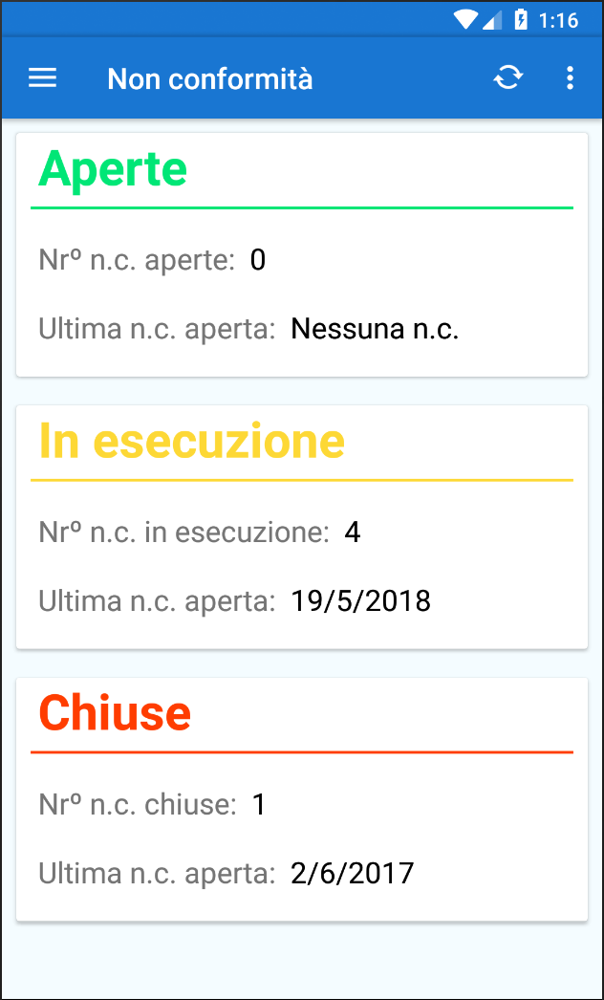 1:16
Non conformità
Aperte
Nrº n.c. aperte: 0
Ultima n.c. aperta: Nessuna n.c.
In esecuzione
Nrº n.c. in esecuzione: 4
Ultima n.c. aperta: 19/5/2018
Chiuse
Nrº n.c. chiuse: 1
Ultima n.c. aperta: 2/6/2017